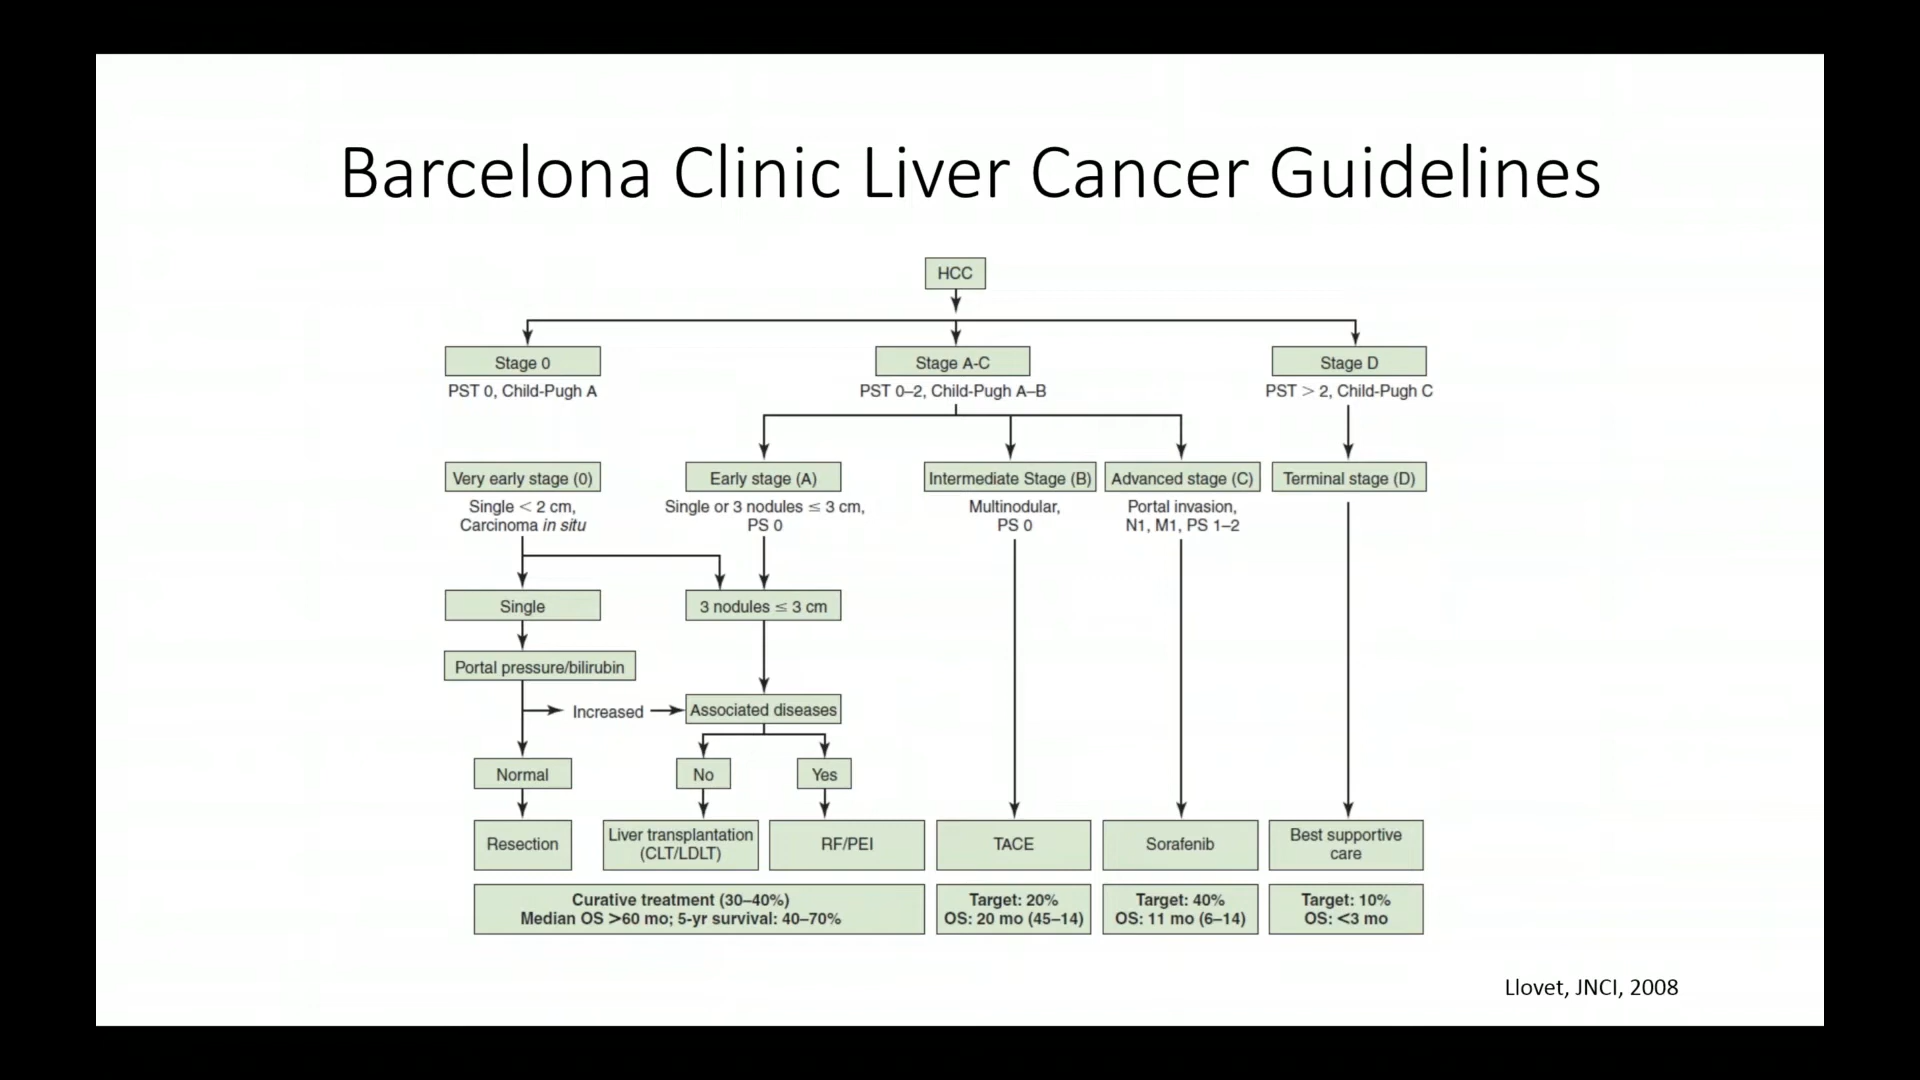 Barcelona Clinic Liver Cancer Guidelines
HCC
Stage 0
Stage A-C
Stage D
PST 0, Child-Pugh A
PST 0–2, Child-Pugh A–B
PST > 2, Child-Pugh C
Very early stage (0)
Early stage (A)
Intermediate Stage (B)
Advanced stage (C)
Terminal stage (D)
Single < 2 cm,
Carcinoma in situ
Single or 3 nodules ≤ 3 cm,
PS 0
Multinodular,
PS 0
Portal invasion,
N1, M1, PS 1–2
Single
3 nodules ≤ 3 cm
Portal pressure/bilirubin
Increased
Associated diseases
Normal
No
Yes
Resection
Liver transplantation
(CLT/LDLT)
RF/PEI
TACE
Sorafenib
Best supportive
care
Curative treatment (30–40%)
Median OS >60 mo; 5-yr survival: 40–70%
Target: 20%
OS: 20 mo (45–14)
Target: 40%
OS: 11 mo (6–14)
Target: 10%
OS: <3 mo
Llovet, JNCI, 2008